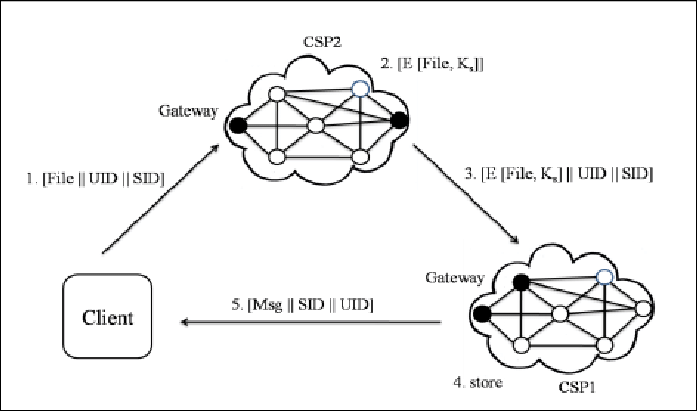 CSP2
2. [E [File, Ks]]
Gateway
1. [File || UID || SID]
3. [E [File, Ks] || UID || SID]
Gateway
5. [Msg || SID || UID]
Client
4. store
CSP1